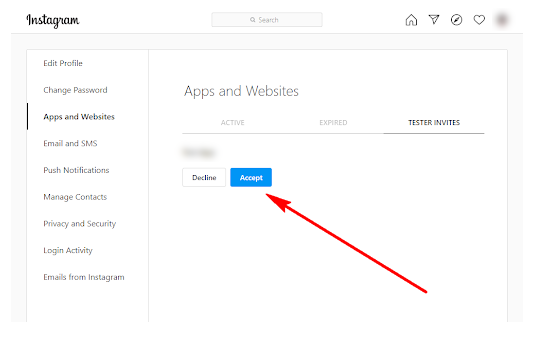 Instagram
Search
Edit Profile
Change Password
Apps and Websites
Email and SMS
Push Notifications
Manage Contacts
Privacy and Security
Login Activity
Emails from Instagram
Apps and Websites
ACTIVE EXPIRED TESTER INVITES
Decline Accept